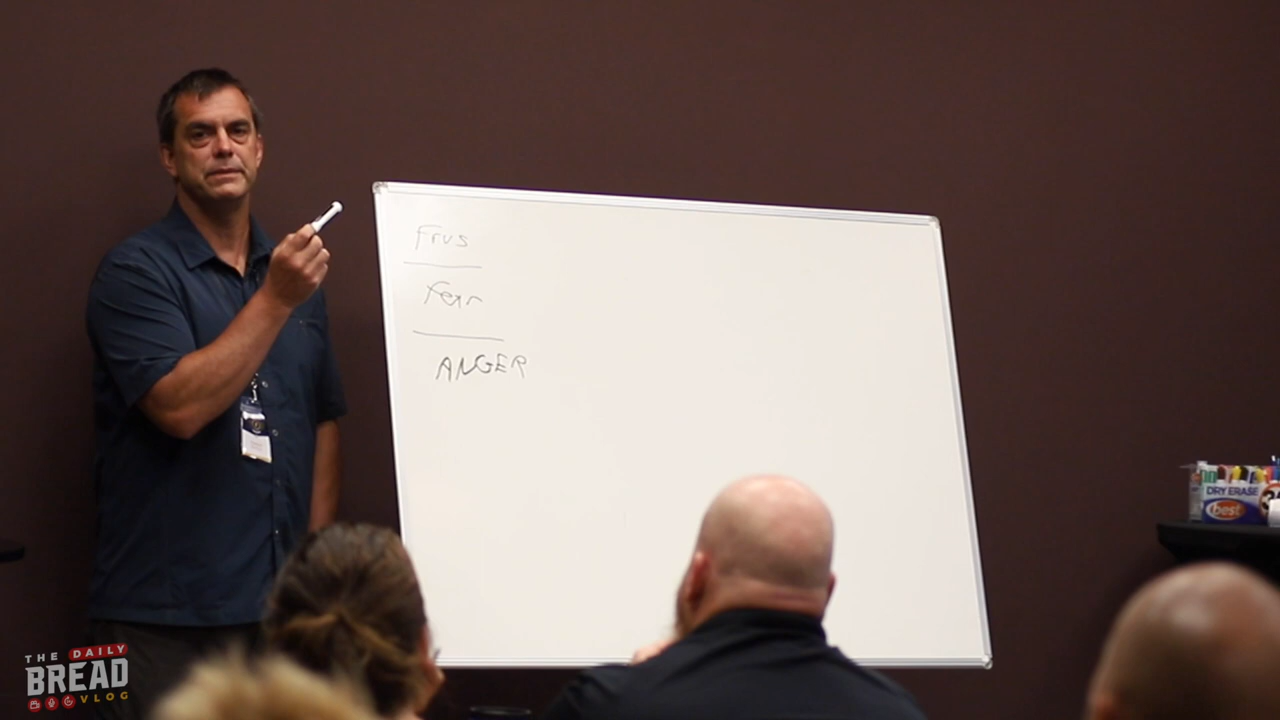 Frus
Fear
ANGER
DRY ERASE
best
THE DAILY
BREAD
VLOG